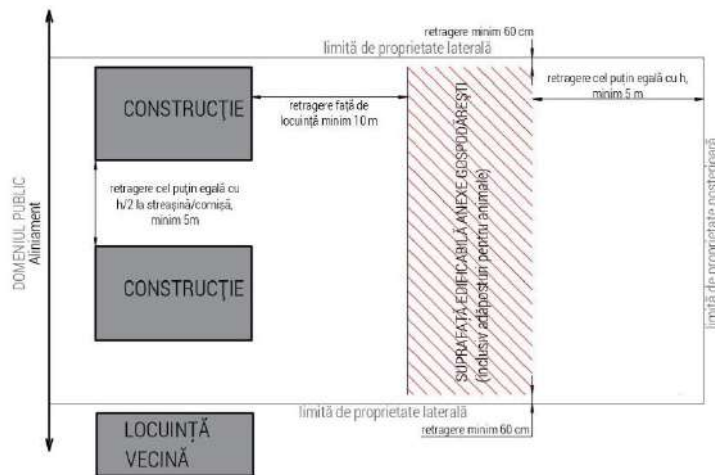 retragere minim 60 cm
limită de proprietate laterală
CONSTRUCȚIE
retragere față de
locuință minim 10 m
retragere cel puțin egală cu h,
minim 5 m
retragere cel puțin egală cu
h/2 la streașină/cornișă,
minim 5m
DOMENIUL PUBLIC
Aliniament
SUPRAFAȚĂ EDIFICABILĂ ANEXE GOSPODĂREȘTI
(inclusiv adăposturi pentru animale)
limită de proprietate posterioară
CONSTRUCȚIE
limită de proprietate laterală
retragere minim 60 cm
LOCUINȚĂ
VECINĂ